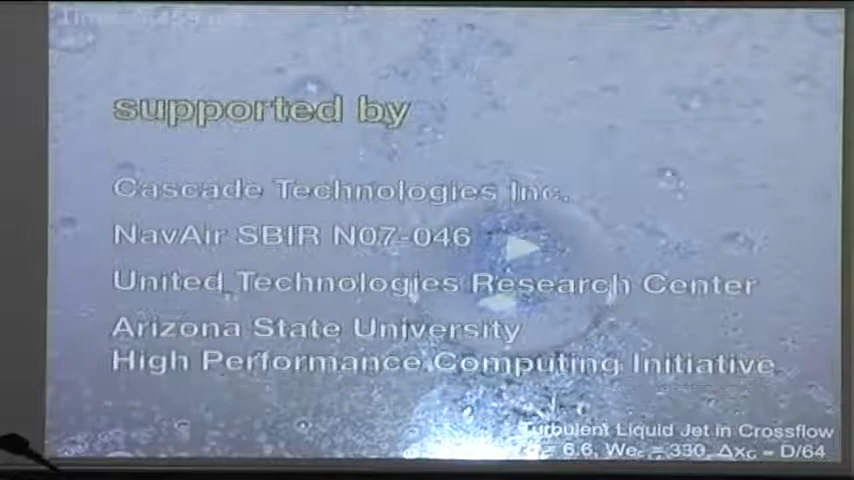 supported by
Cascade Technologies Inc.
NavAir SBIR N07-046
United Technologies Research Center
Arizona State University
High Performance Computing Initiative
Turbulent Liquid Jet in Crossflow
= 6.6, We = 330, Δx_G = D/64